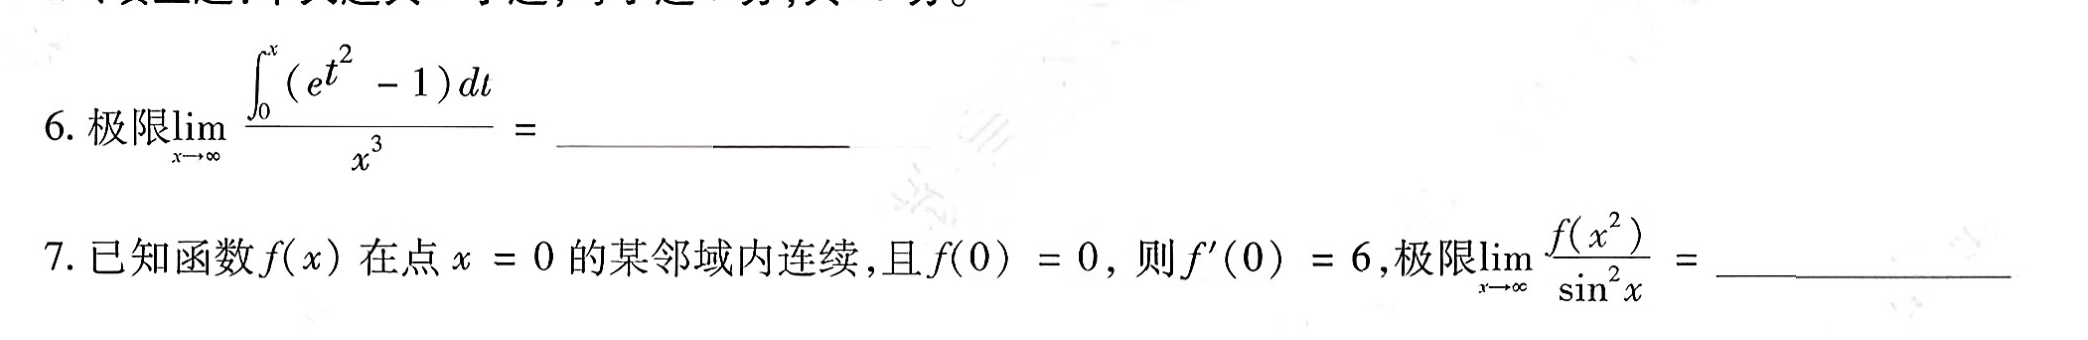 6. 极限lim_{x→∞} \frac{∫_0^x (e^{t^2} - 1)dt}{x^3} = ________
7. 已知函数f(x) 在点 x = 0 的某邻域内连续,且f(0) = 0, 则f′(0) = 6,极限lim_{x→∞} \frac{f(x^2)}{sin^2 x} = ________